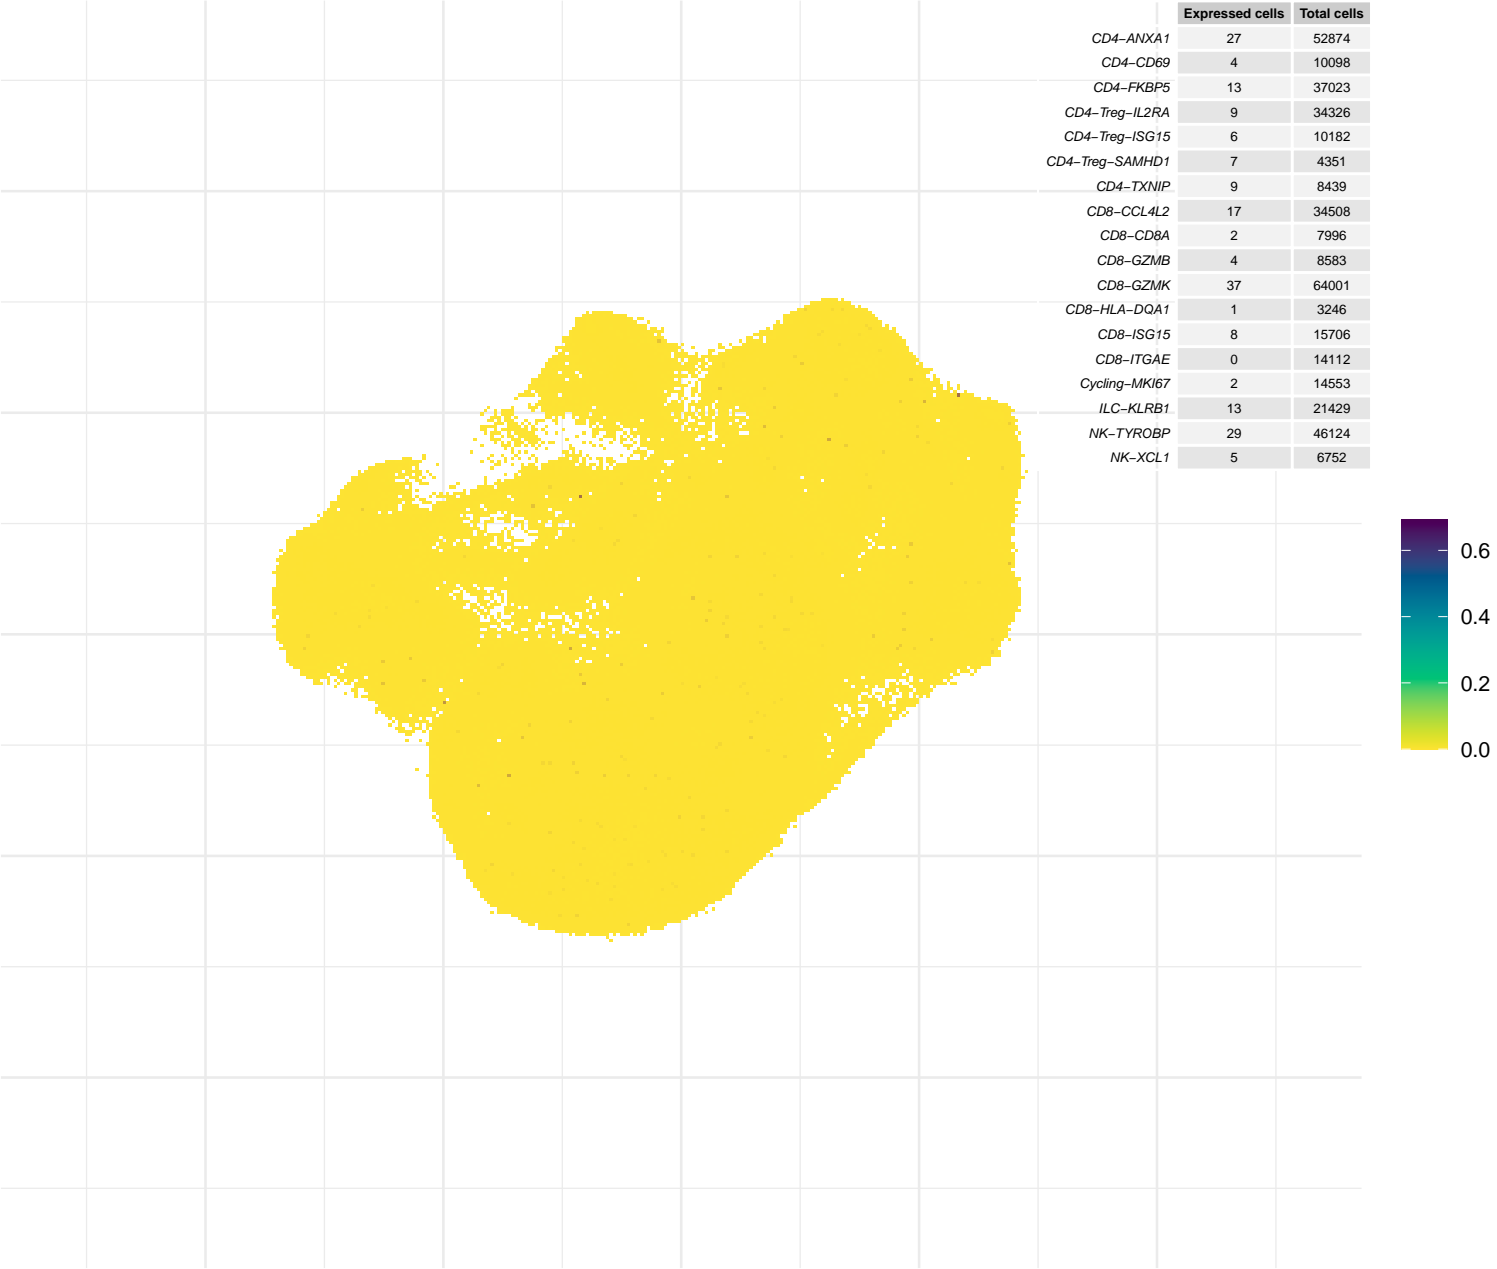 Expressed cells Total cells
CD4−ANXA1 27 52874
CD4−CD69 4 10098
CD4−FKBP5 13 37023
CD4−Treg−IL2RA 9 34326
CD4−Treg−ISG15 6 10182
CD4−Treg−SAMHD1 7 4351
CD4−TXNIP 9 8439
CD8−CCL4L2 17 34508
CD8−CD8A 2 7996
CD8−GZMB 4 8583
CD8−GZMK 37 64001
CD8−HLA−DQA1 1 3246
CD8−ISG15 8 15706
CD8−ITGAE 0 14112
Cycling−MKI67 2 14553
ILC−KLRB1 13 21429
NK−TYROBP 29 46124
NK−XCL1 5 6752
0.6
0.4
0.2
0.0